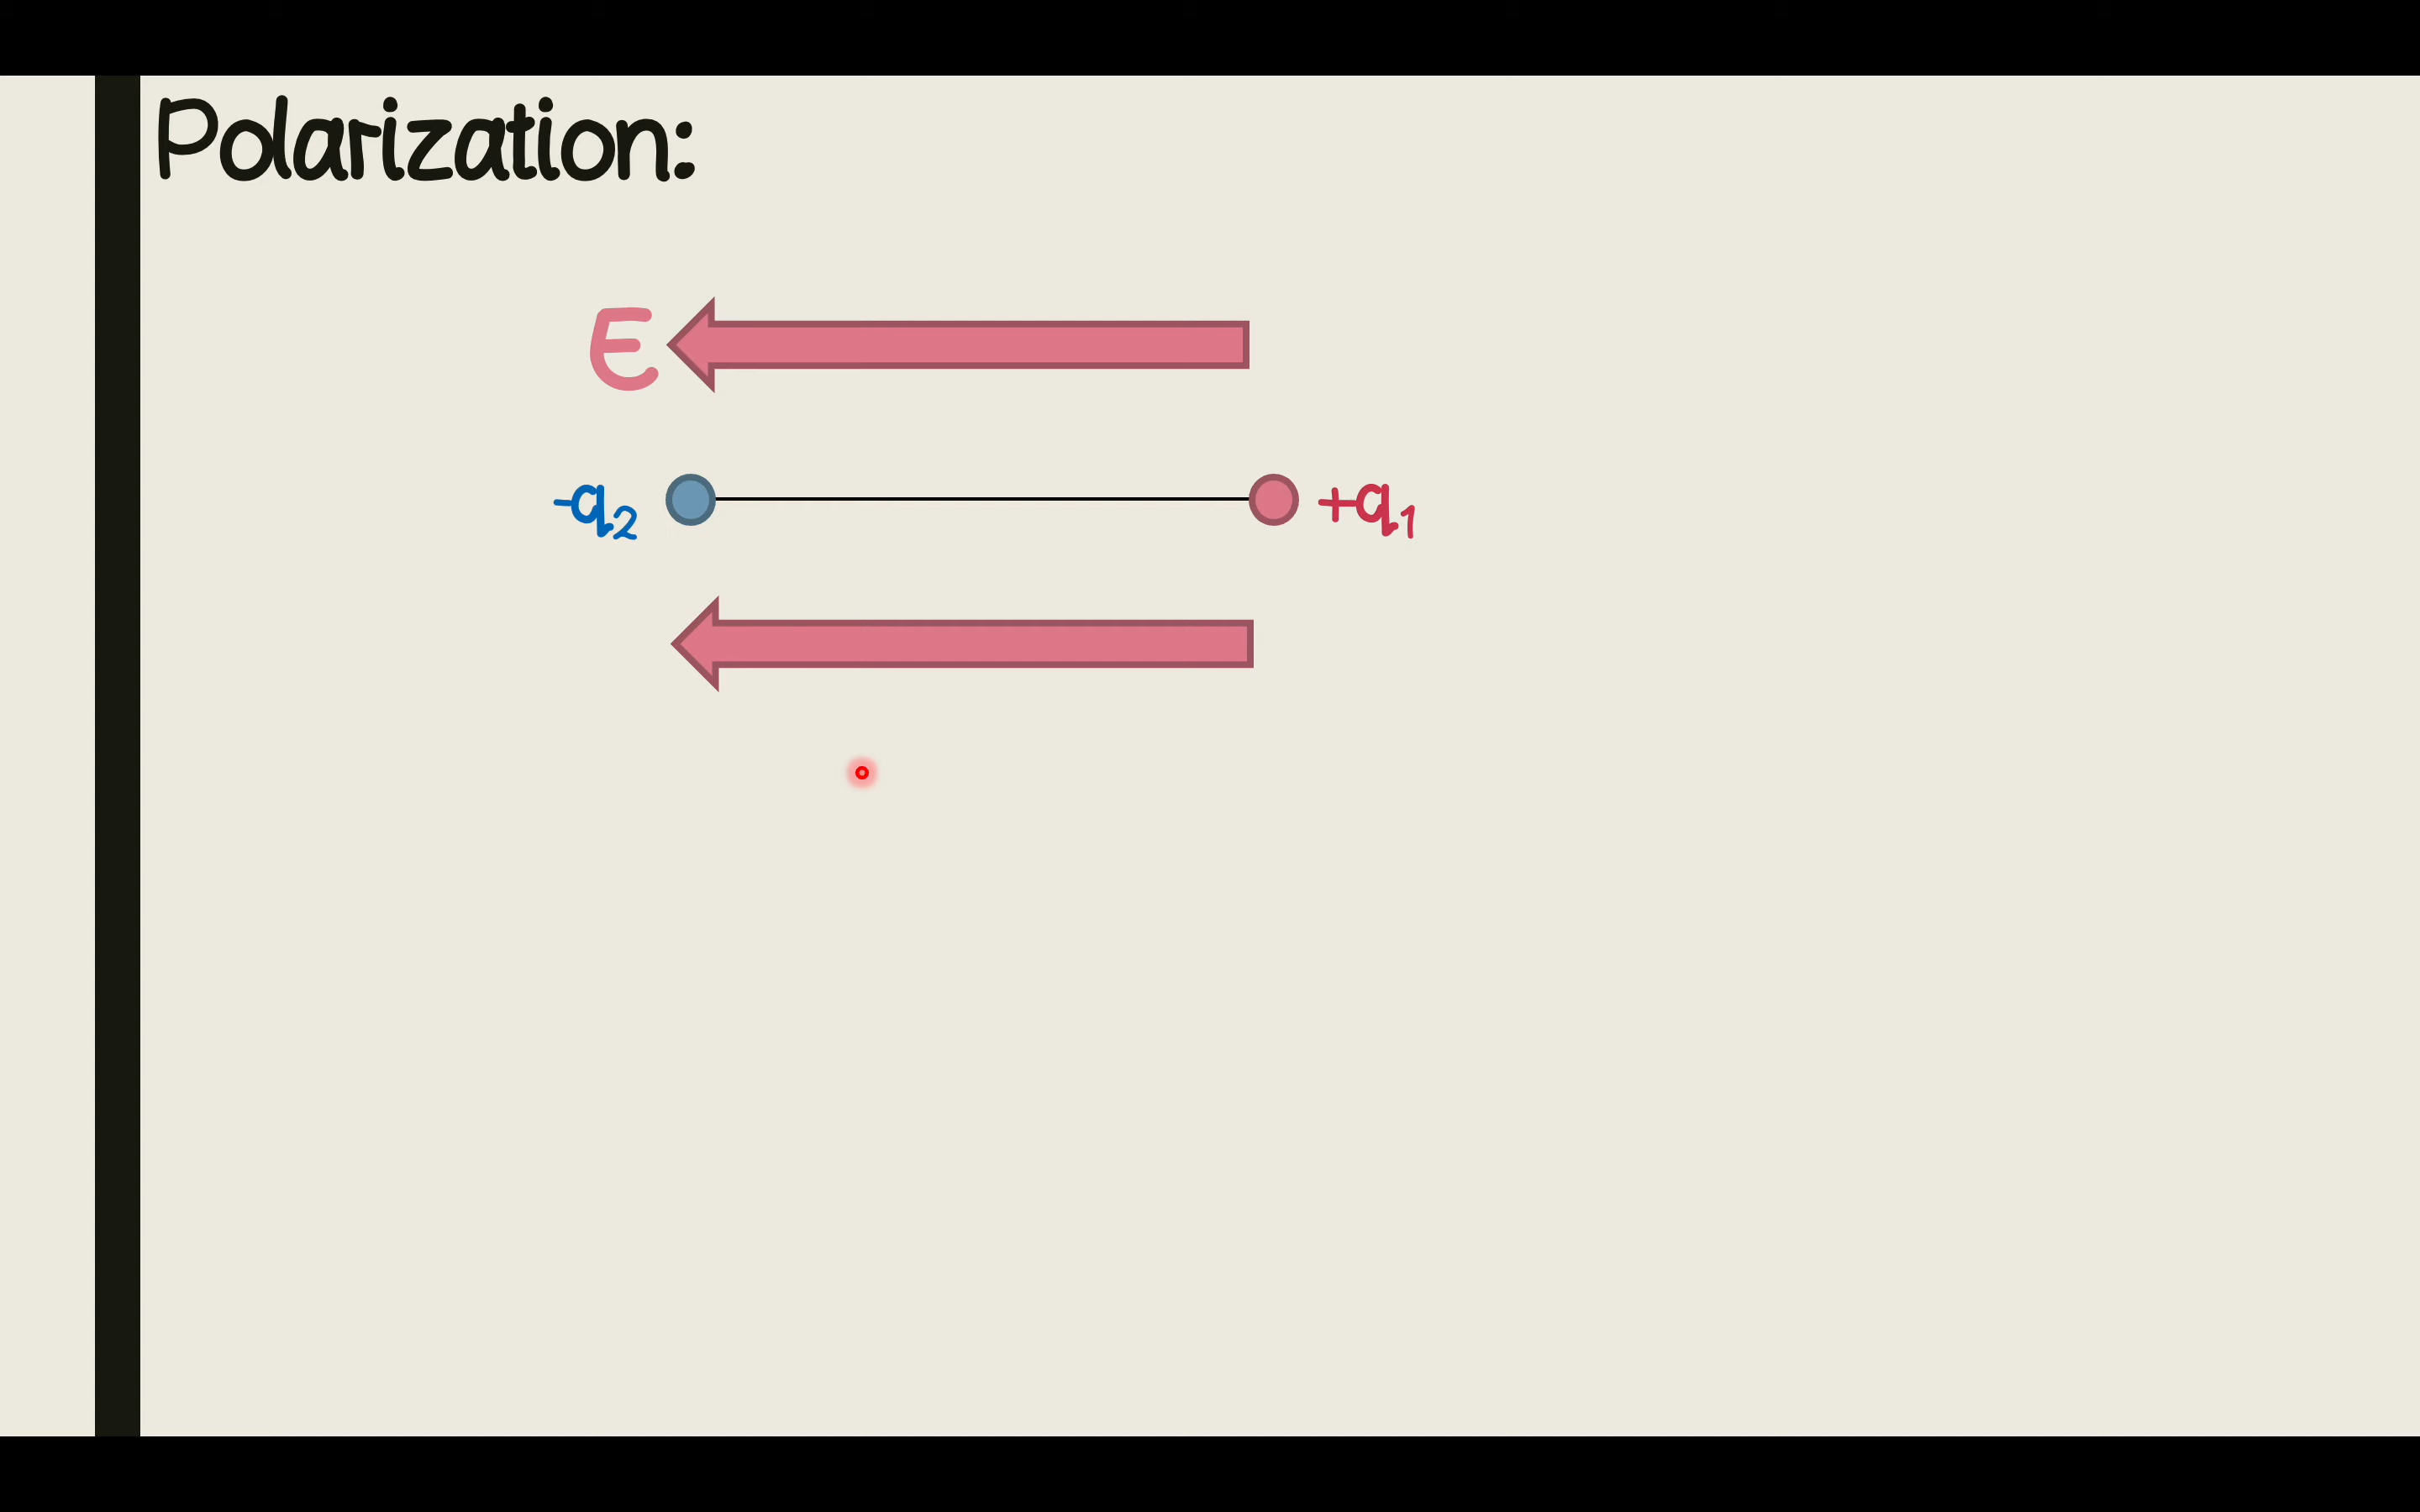 Polarization:
E
-q₂ +q₁